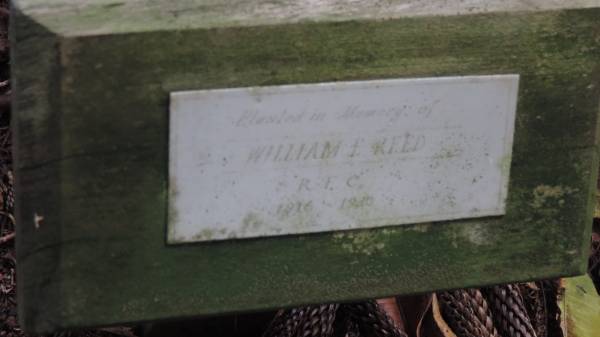 Planted in Memory of
WILLIAM F. REED
R. T. C.